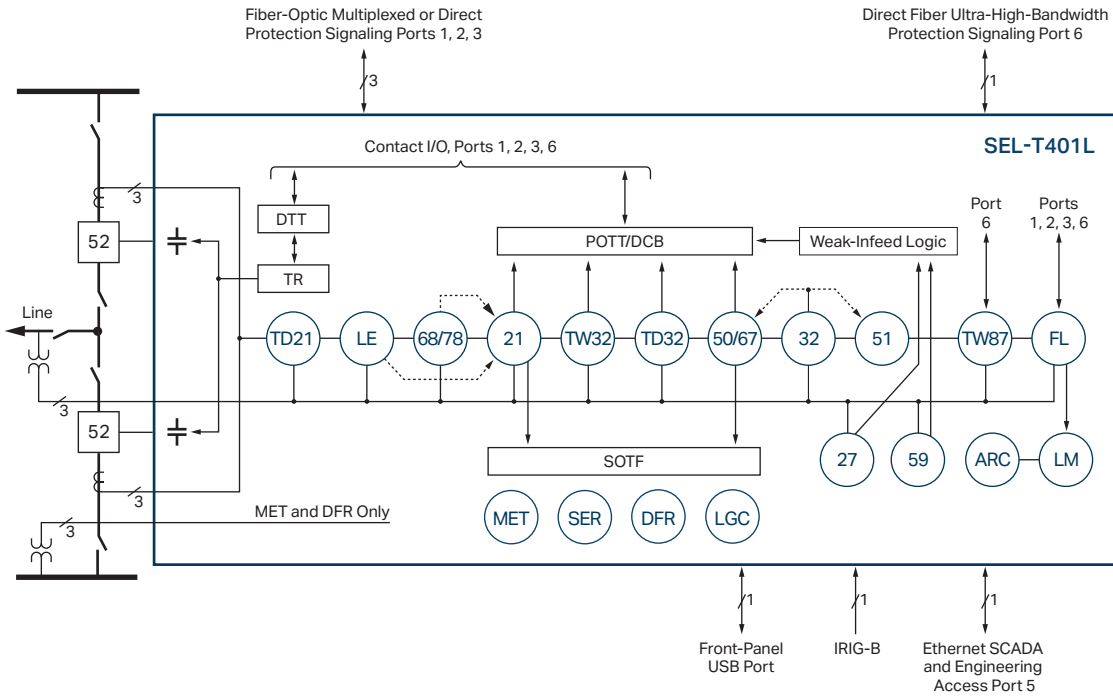 Fiber-Optic Multiplexed or Direct
Protection Signaling Ports 1, 2, 3
Direct Fiber Ultra-High-Bandwidth
Protection Signaling Port 6
3
1
SEL-T401L
Contact I/O, Ports 1, 2, 3, 6
3
DTT
Port
6
Ports
1, 2, 3, 6
52
POTT/DCB
Weak-Infeed Logic
TR
Line
TD21
LE
68/78
21
TW32
TD32
50/67
32
51
TW87
FL
3
52
SOTF
27
59
ARC
LM
3
MET and DFR Only
3
MET
SER
DFR
LGC
1
1
1
Front-Panel
USB Port
IRIG-B
Ethernet SCADA
and Engineering
Access Port 5